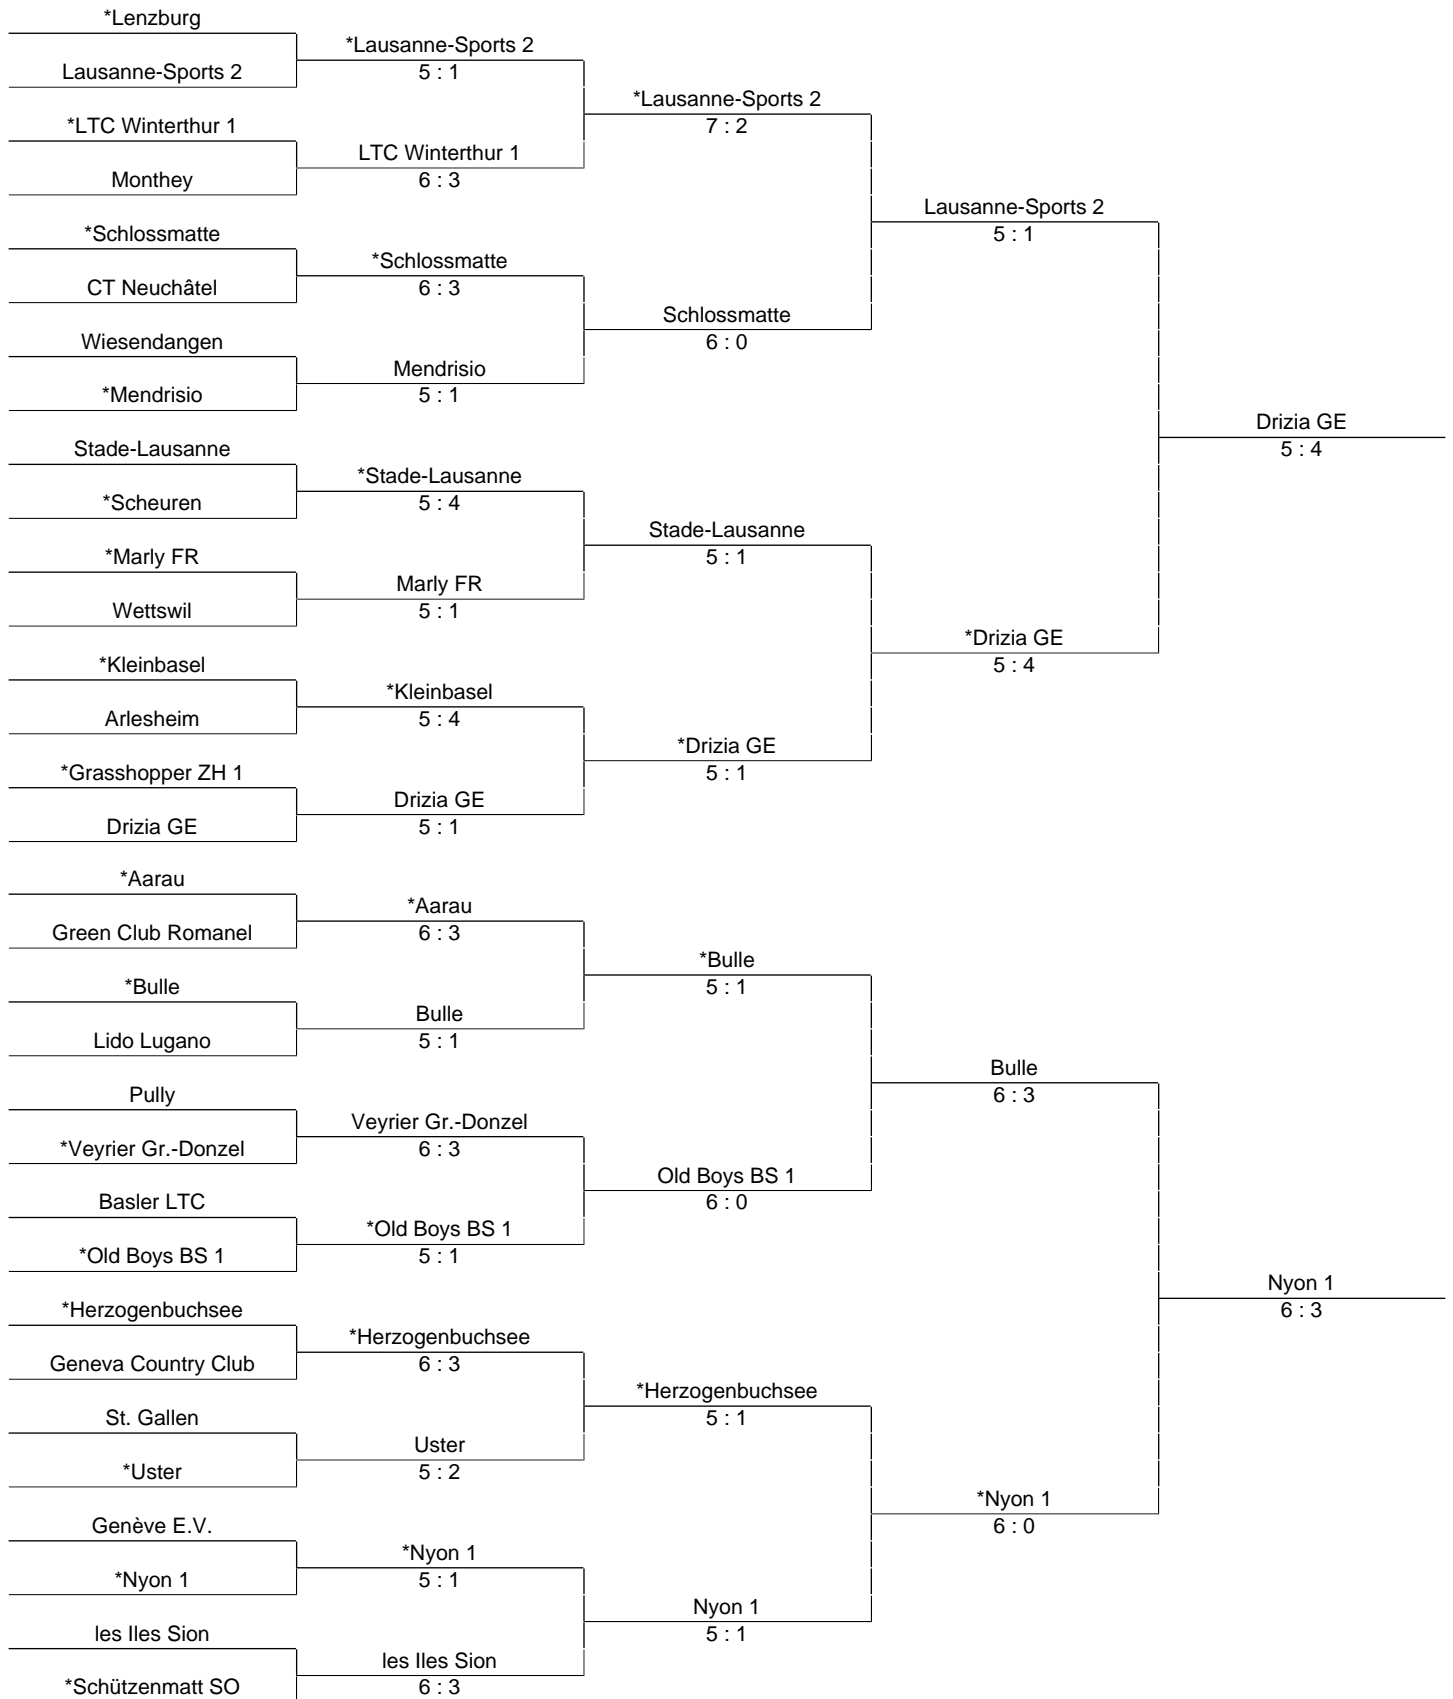 *Lenzburg
*Lausanne-Sports 2
5 : 1
Lausanne-Sports 2
*Lausanne-Sports 2
7 : 2
*LTC Winterthur 1
LTC Winterthur 1
6 : 3
Monthey
Lausanne-Sports 2
5 : 1
*Schlossmatte
*Schlossmatte
6 : 3
CT Neuchâtel
Schlossmatte
6 : 0
Wiesendangen
Mendrisio
5 : 1
*Mendrisio
Drizia GE
5 : 4
Stade-Lausanne
*Stade-Lausanne
5 : 4
*Scheuren
Stade-Lausanne
5 : 1
*Marly FR
Marly FR
5 : 1
Wettswil
*Drizia GE
5 : 4
*Kleinbasel
*Kleinbasel
5 : 4
Arlesheim
*Drizia GE
5 : 1
*Grasshopper ZH 1
Drizia GE
5 : 1
Drizia GE
*Aarau
*Aarau
6 : 3
Green Club Romanel
*Bulle
5 : 1
*Bulle
Bulle
5 : 1
Lido Lugano
Bulle
6 : 3
Pully
Veyrier Gr.-Donzel
6 : 3
*Veyrier Gr.-Donzel
Old Boys BS 1
6 : 0
Basler LTC
*Old Boys BS 1
5 : 1
*Old Boys BS 1
Nyon 1
6 : 3
*Herzogenbuchsee
*Herzogenbuchsee
6 : 3
Geneva Country Club
*Herzogenbuchsee
5 : 1
St. Gallen
Uster
5 : 2
*Uster
*Nyon 1
6 : 0
Genève E.V.
*Nyon 1
5 : 1
*Nyon 1
Nyon 1
5 : 1
les Iles Sion
les Iles Sion
6 : 3
*Schützenmatt SO